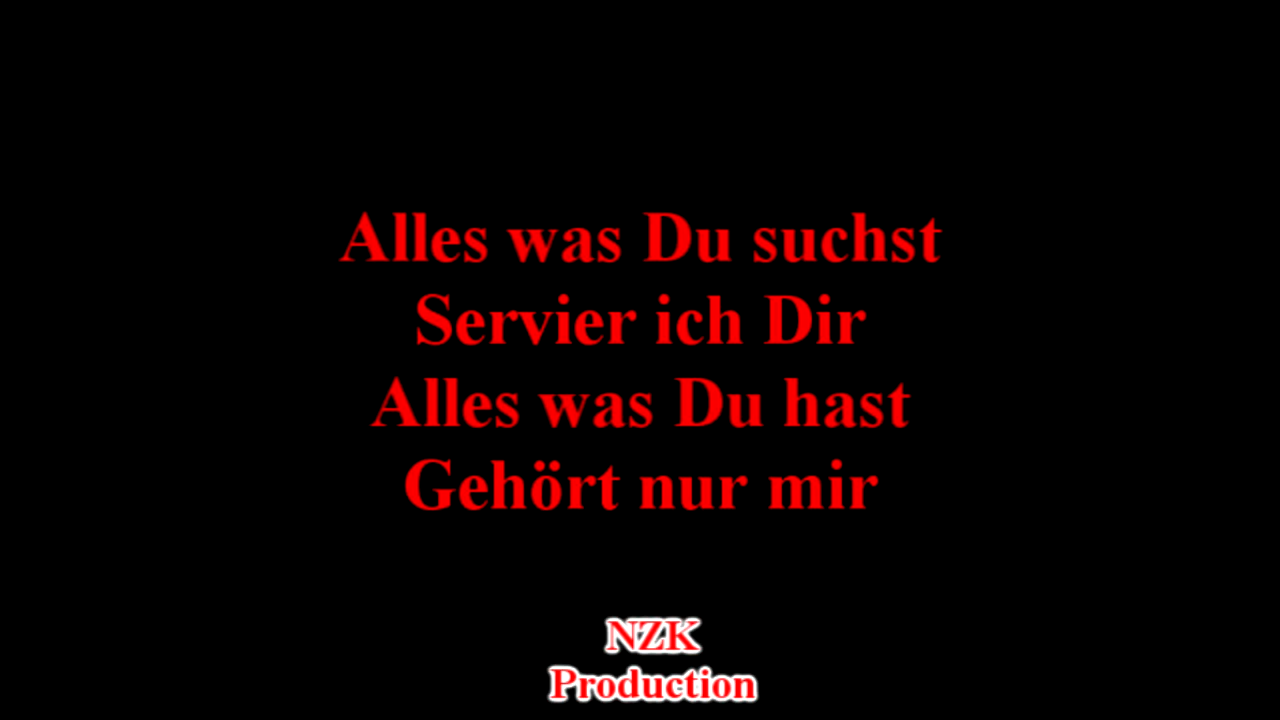 Alles was Du suchst
Servier ich Dir
Alles was Du hast
Gehört nur mir
NZK
Production